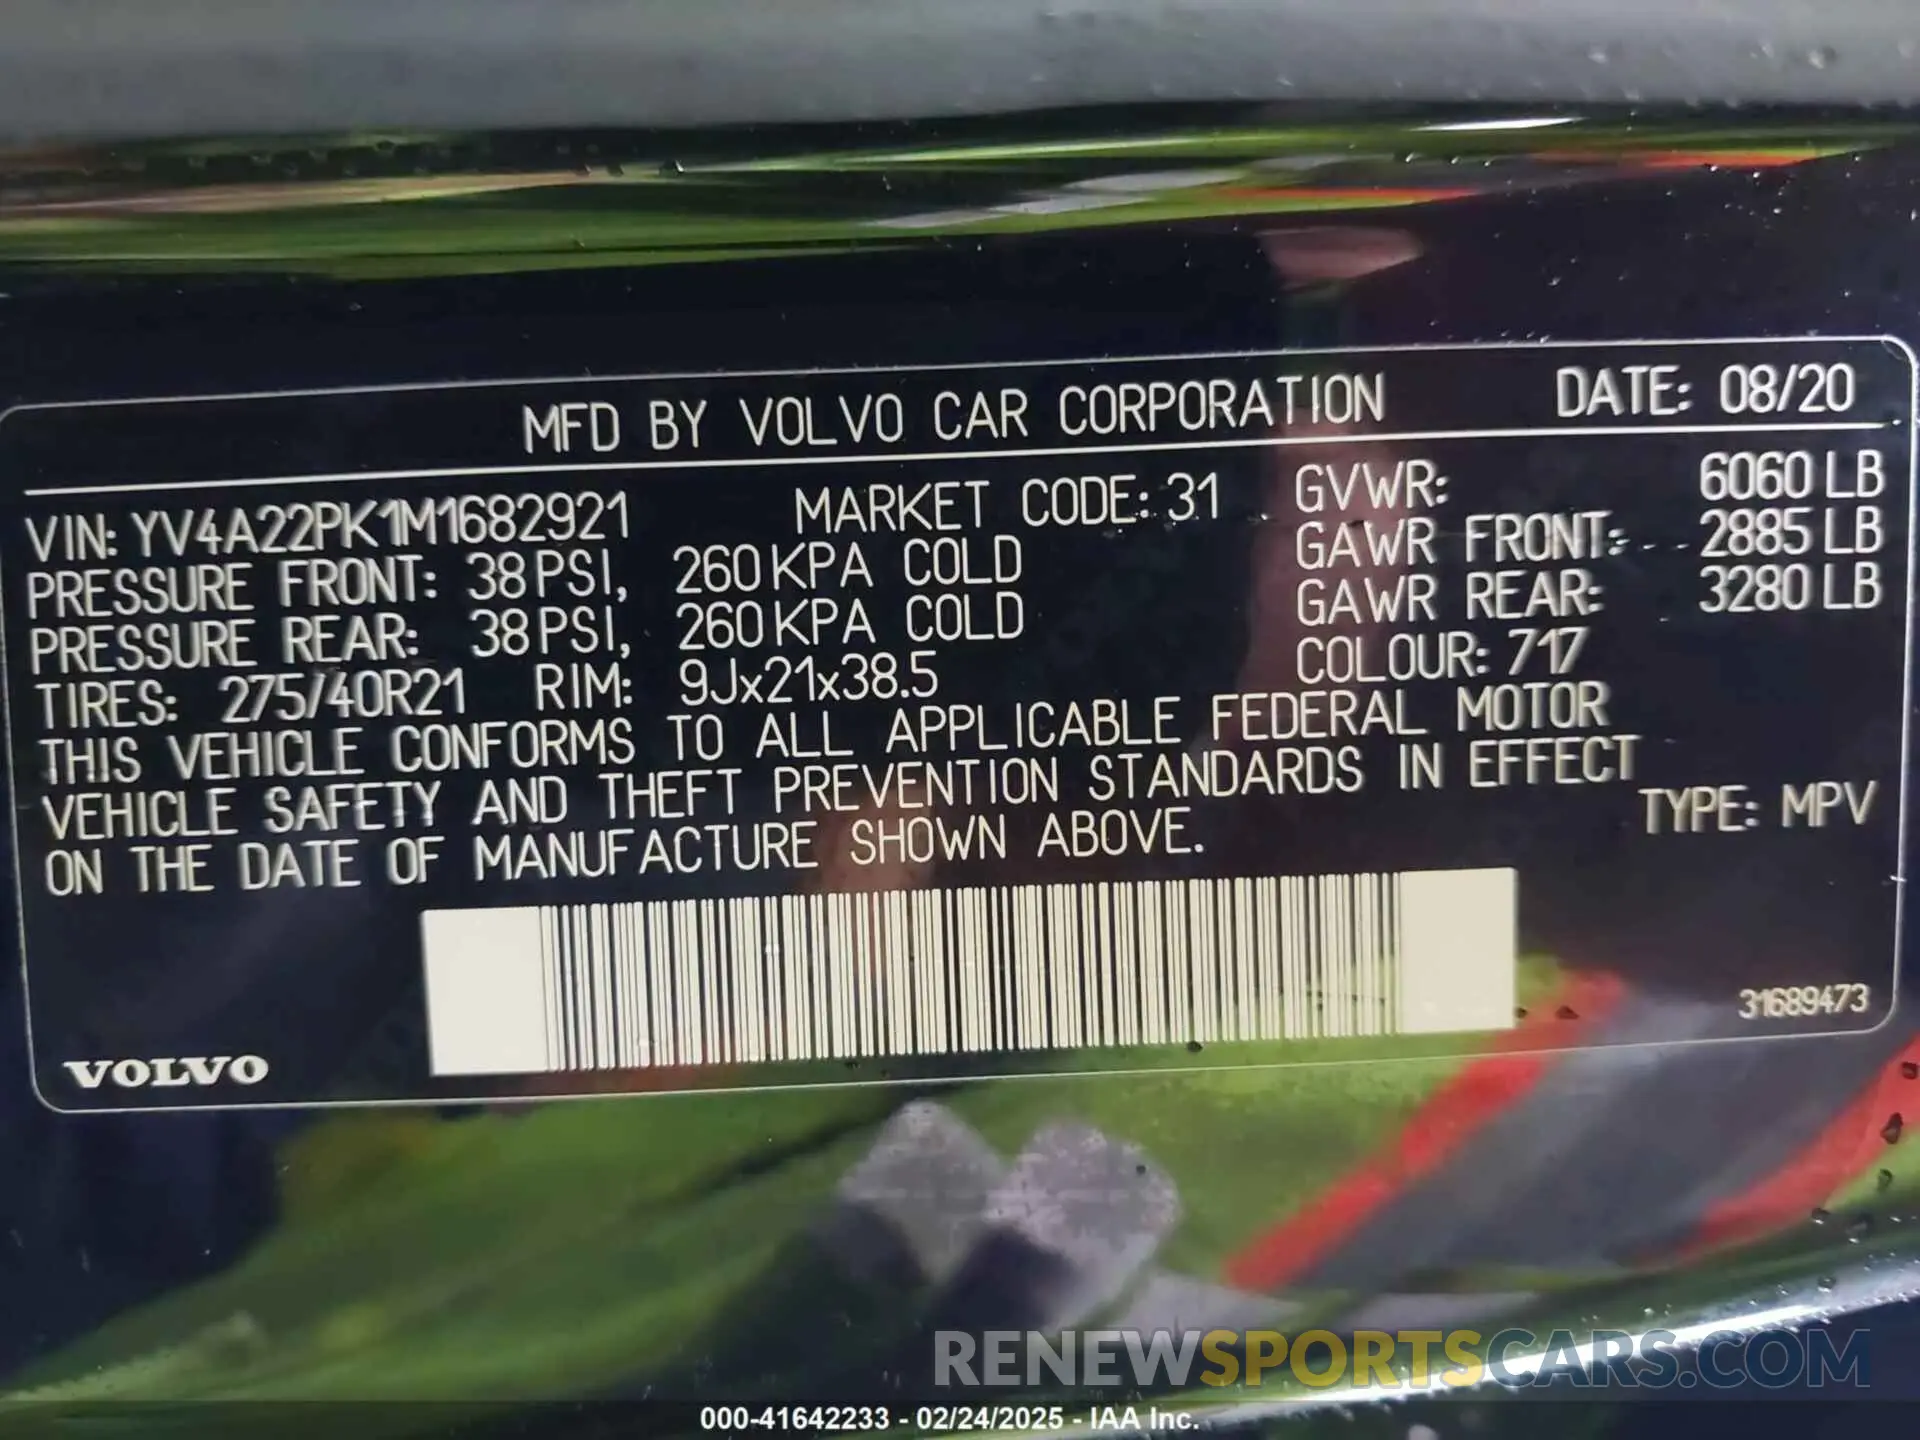 MFD BY VOLVO CAR CORPORATION DATE: 08/20
VIN: YV4A22PK1M1682921 MARKET CODE: 31 GVWR: 6060 LB
PRESSURE FRONT: 38 PSI, 260 KPA COLD GAWR FRONT: 2885 LB
PRESSURE REAR: 38 PSI, 260 KPA COLD GAWR REAR: 3280 LB
TIRES: 275/40R21 RIM: 9Jx21x38.5 COLOUR: 717
THIS VEHICLE CONFORMS TO ALL APPLICABLE FEDERAL MOTOR
VEHICLE SAFETY AND THEFT PREVENTION STANDARDS IN EFFECT
ON THE DATE OF MANUFACTURE SHOWN ABOVE. TYPE: MPV
31689473
VOLVO
RENEWSPORTSCARS.COM
000-41642233 - 02/24/2025 - IAA Inc.